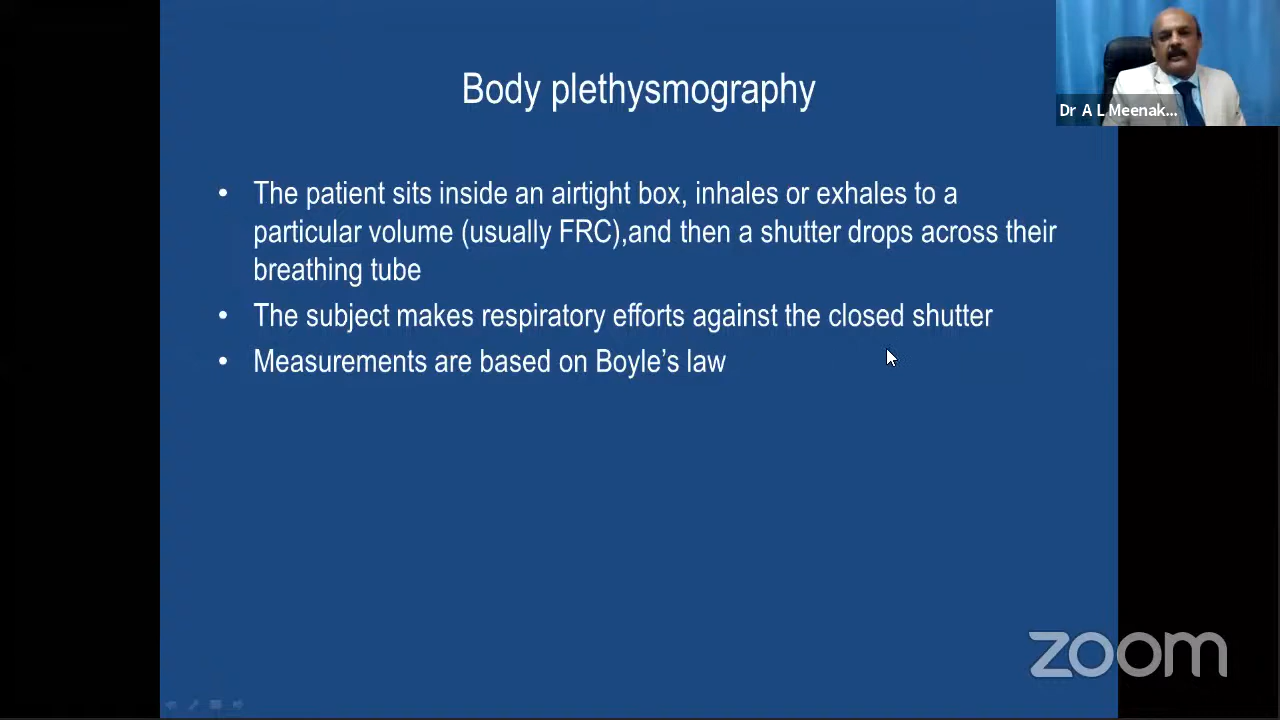 Body plethysmography
Dr A L Meenak...
• The patient sits inside an airtight box, inhales or exhales to a
particular volume (usually FRC),and then a shutter drops across their
breathing tube
• The subject makes respiratory efforts against the closed shutter
• Measurements are based on Boyle’s law
zoom